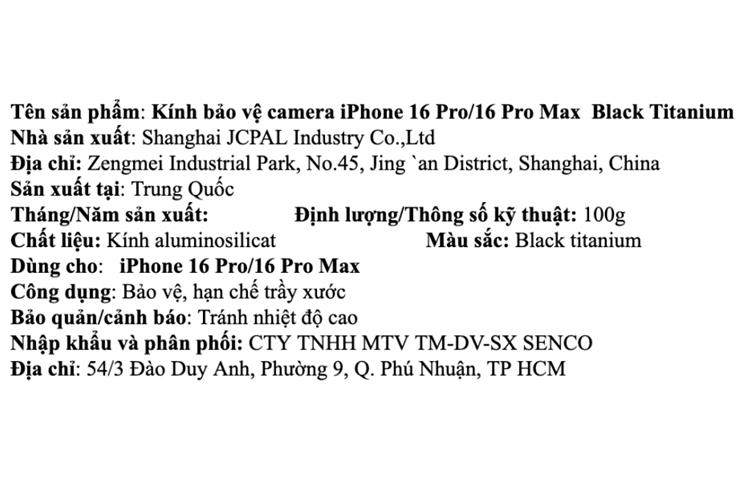 Tên sản phẩm: Kính bảo vệ camera iPhone 16 Pro/16 Pro Max Black Titanium
Nhà sản xuất: Shanghai JCPAL Industry Co.,Ltd
Địa chỉ: Zengmei Industrial Park, No.45, Jing `an District, Shanghai, China
Sản xuất tại: Trung Quốc
Tháng/Năm sản xuất: Định lượng/Thông số kỹ thuật: 100g
Chất liệu: Kính aluminosilicat Màu sắc: Black titanium
Dùng cho: iPhone 16 Pro/16 Pro Max
Công dụng: Bảo vệ, hạn chế trầy xước
Bảo quản/cảnh báo: Tránh nhiệt độ cao
Nhập khẩu và phân phối: CTY TNHH MTV TM-DV-SX SENCO
Địa chỉ: 54/3 Đào Duy Anh, Phường 9, Q. Phú Nhuận, TP HCM